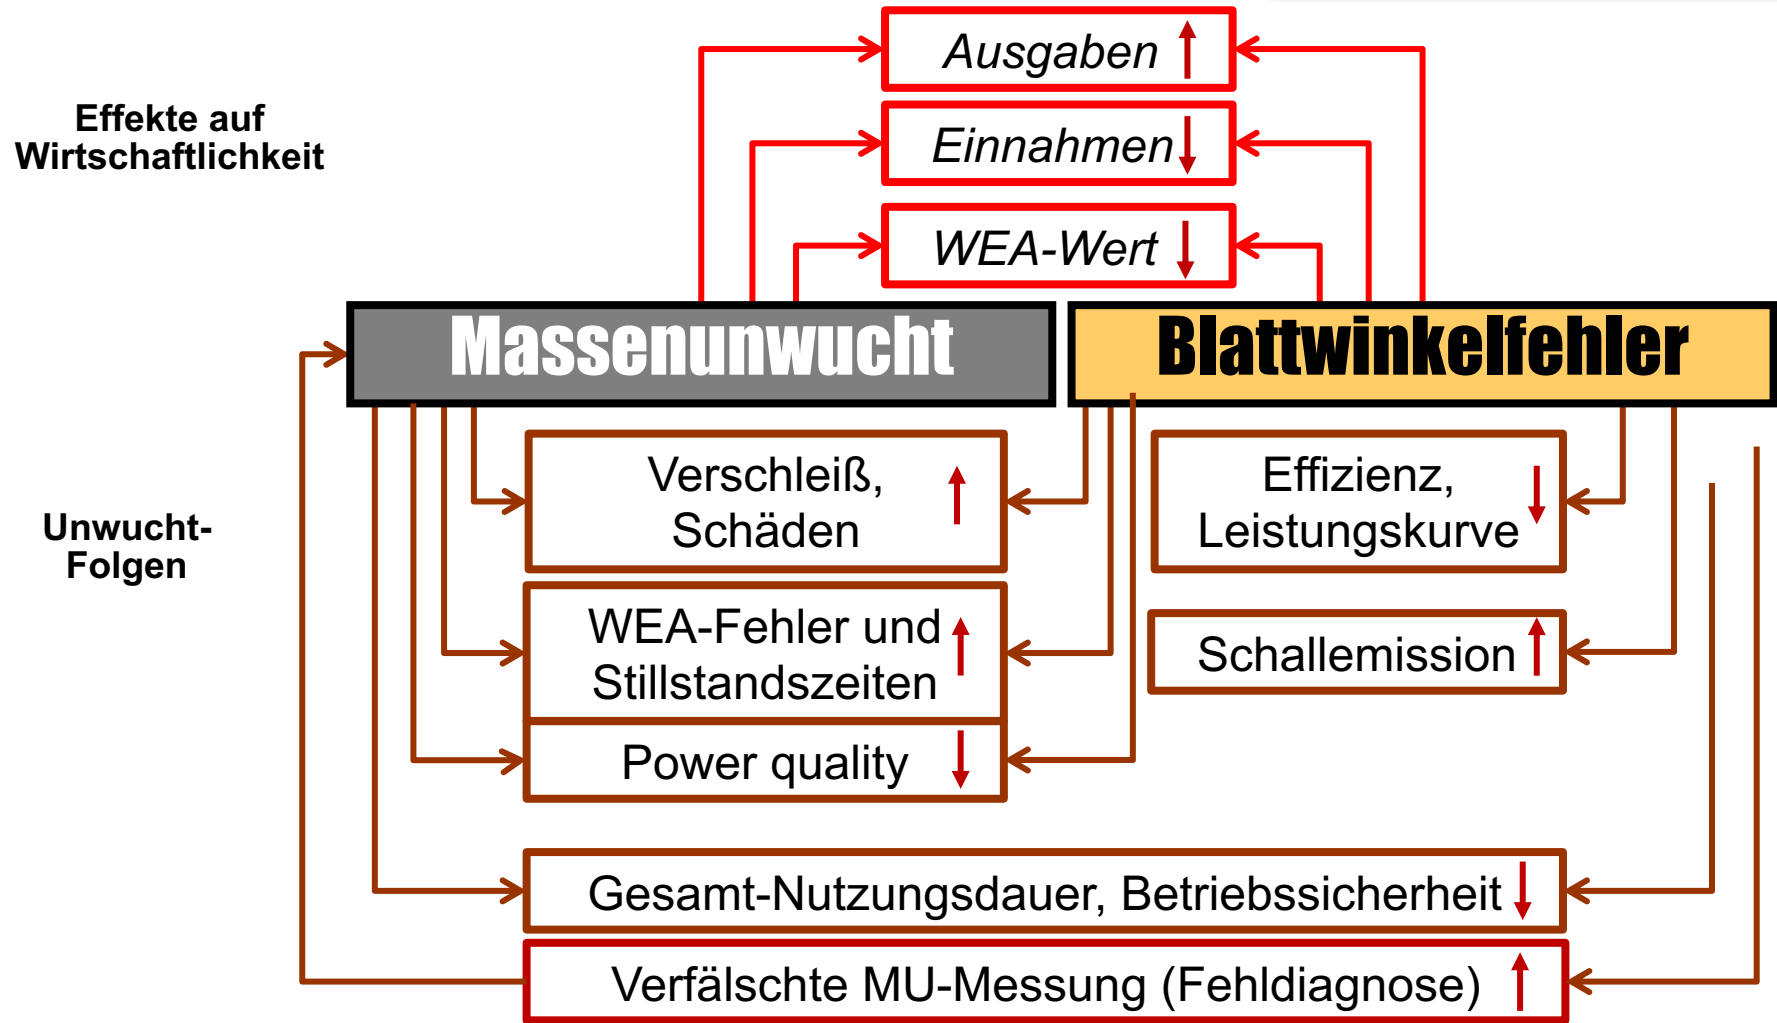 Ausgaben
Effekte auf
Wirtschaftlichkeit
Einnahmen
WEA-Wert
Massenunwucht
Blattwinkelfehler
Unwucht-
Folgen
Verschleiß,
Schäden
Effizienz,
Leistungskurve
WEA-Fehler und
Stillstandszeiten
Schallemission
Power quality
Gesamt-Nutzungsdauer, Betriebssicherheit
Verfälschte MU-Messung (Fehldiagnose)